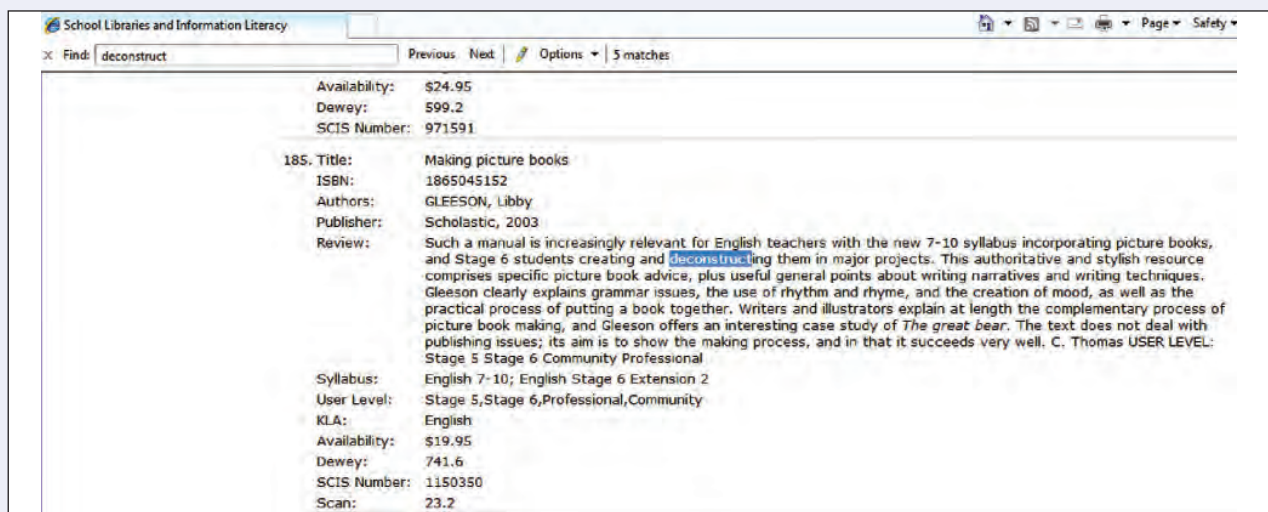 School Libraries and Information Literacy
Page Safety
x Find: deconstruct Previous Next Options 5 matches
Availability: $24.95
Dewey: 599.2
SCIS Number: 971591
185. Title: Making picture books
ISBN: 1865045152
Authors: GLEESON, Libby
Publisher: Scholastic, 2003
Review: Such a manual is increasingly relevant for English teachers with the new 7-10 syllabus incorporating picture books,
and Stage 6 students creating and deconstructing them in major projects. This authoritative and stylish resource
comprises specific picture book advice, plus useful general points about writing narratives and writing techniques.
Gleeson clearly explains grammar issues, the use of rhythm and rhyme, and the creation of mood, as well as the
practical process of putting a book together. Writers and illustrators explain at length the complementary process of
picture book making, and Gleeson offers an interesting case study of The great bear. The text does not deal with
publishing issues; its aim is to show the making process, and in that it succeeds very well. C. Thomas USER LEVEL:
Stage 5 Stage 6 Community Professional
Syllabus: English 7-10; English Stage 6 Extension 2
User Level: Stage 5,Stage 6,Professional,Community
KLA: English
Availability: $19.95
Dewey: 741.6
SCIS Number: 1150350
Scan: 23.2